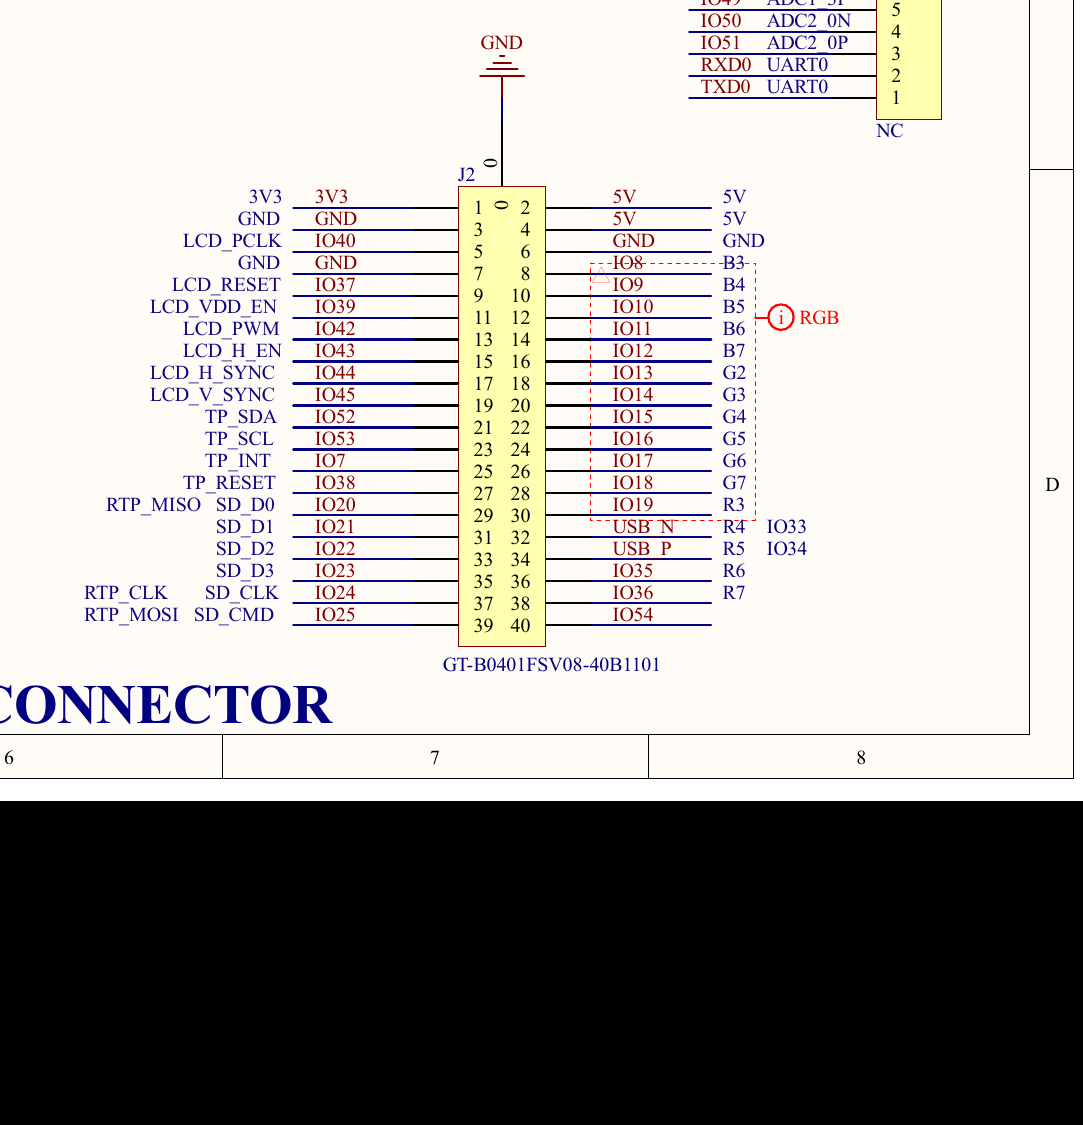 IO50 ADC2_0N 4
IO51 ADC2_0P 3
RXD0 UART0 2
TXD0 UART0 1
5
NC
GND
0
J2
3V3 3V3 1 0 2 5V 5V
GND GND 3 4 5V 5V
LCD_PCLK IO40 5 6 GND GND
GND GND 7 8 IO8 B3
LCD_RESET IO37 9 10 IO9 B4
LCD_VDD_EN IO39 11 12 IO10 B5
LCD_PWM IO42 13 14 IO11 B6
LCD_H_EN IO43 15 16 IO12 B7
LCD_H_SYNC IO44 17 18 IO13 G2
LCD_V_SYNC IO45 19 20 IO14 G3
TP_SDA IO52 21 22 IO15 G4
TP_SCL IO53 23 24 IO16 G5
TP_INT IO7 25 26 IO17 G6
TP_RESET IO38 27 28 IO18 G7
RTP_MISO SD_D0 IO20 29 30 IO19 R3
SD_D1 IO21 31 32 USB_N R4 IO33
SD_D2 IO22 33 34 USB_P R5 IO34
SD_D3 IO23 35 36 IO35 R6
RTP_CLK SD_CLK IO24 37 38 IO36 R7
RTP_MOSI SD_CMD IO25 39 40 IO54
i RGB
GT-B0401FSV08-40B1101
D
CONNECTOR
6 7 8